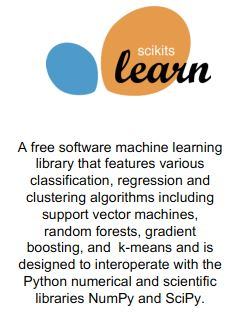 scikits
learn
A free software machine learning
library that features various
classification, regression and
clustering algorithms including
support vector machines,
random forests, gradient
boosting, and k-means and is
designed to interoperate with the
Python numerical and scientific
libraries NumPy and SciPy.